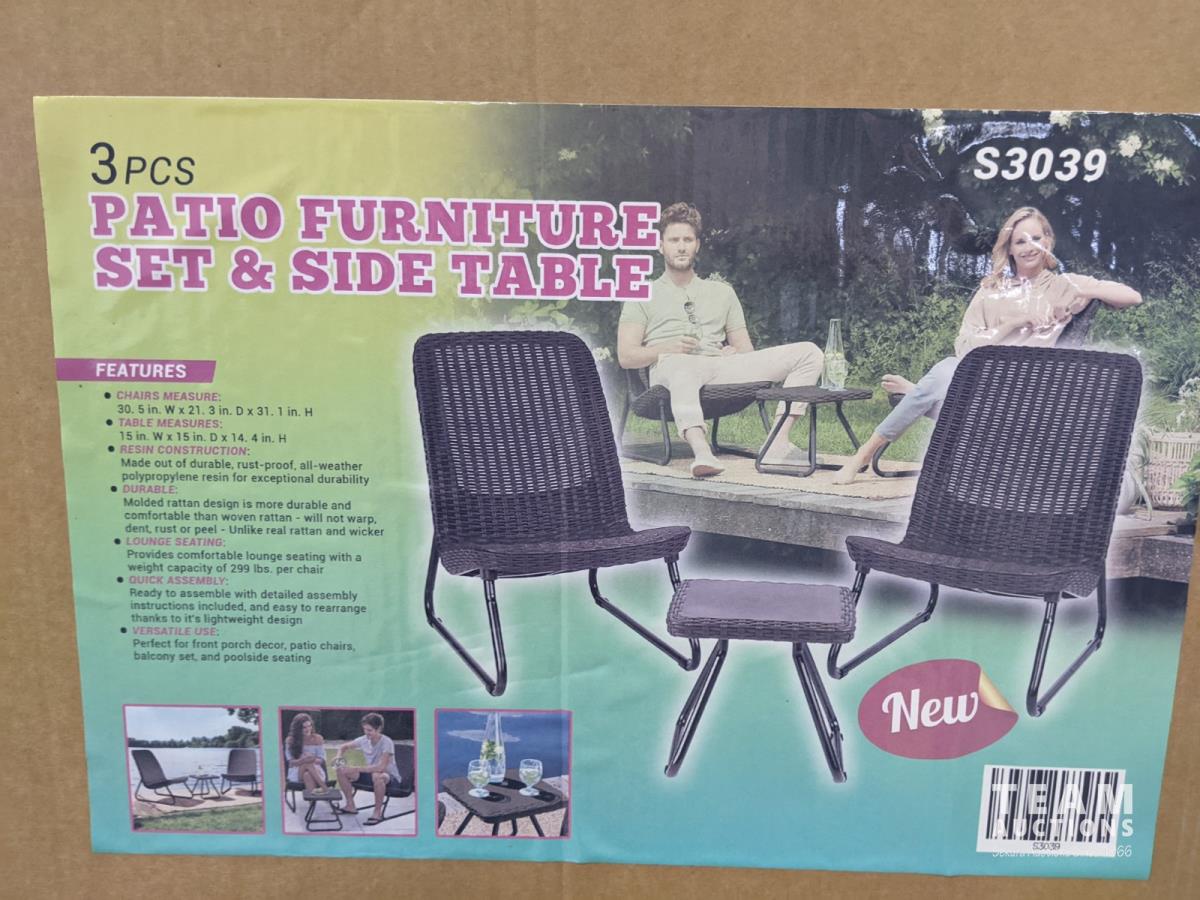 3 PCS
PATIO FURNITURE
SET & SIDE TABLE
S3039
FEATURES
• CHAIRS MEASURE:
30. 5 in. W x 21. 3 in. D x 31. 1 in. H
• TABLE MEASURES:
15 in. W x 15 in. D x 14. 4 in. H
• RESIN CONSTRUCTION:
Made out of durable, rust-proof, all-weather
polypropylene resin for exceptional durability
• DURABLE:
Molded rattan design is more durable and
comfortable than woven rattan - will not warp,
dent, rust or peel - Unlike real rattan and wicker
• LOUNGE SEATING:
Provides comfortable lounge seating with a
weight capacity of 299 lbs. per chair
• QUICK ASSEMBLY:
Ready to assemble with detailed assembly
instructions included, and easy to rearrange
thanks to it's lightweight design
• VERSATILE USE:
Perfect for front porch decor, patio chairs,
balcony set, and poolside seating
New
TEAM
AUCTIONS
S3039